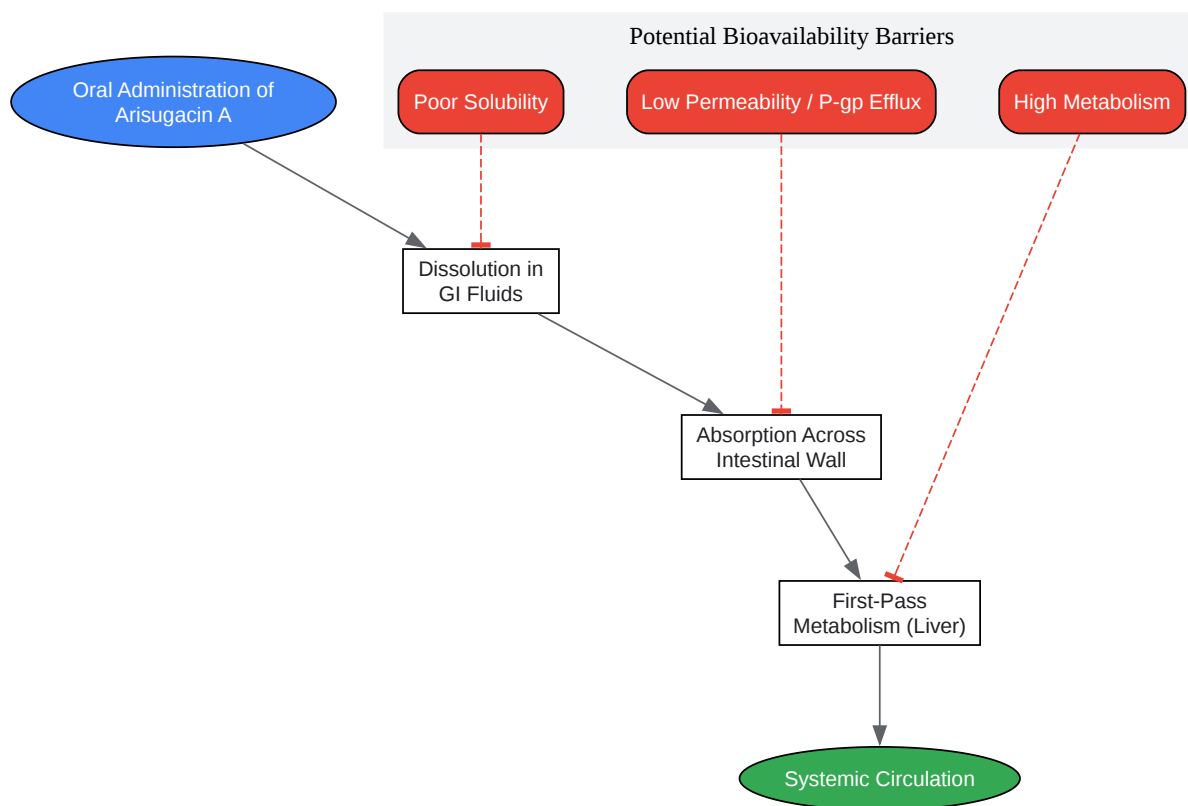 Potential Bioavailability Barriers
Oral Administration of
Arisugacin A
Poor Solubility
Low Permeability / P-gp Efflux
High Metabolism
Dissolution in
GI Fluids
Absorption Across
Intestinal Wall
First-Pass
Metabolism (Liver)
Systemic Circulation